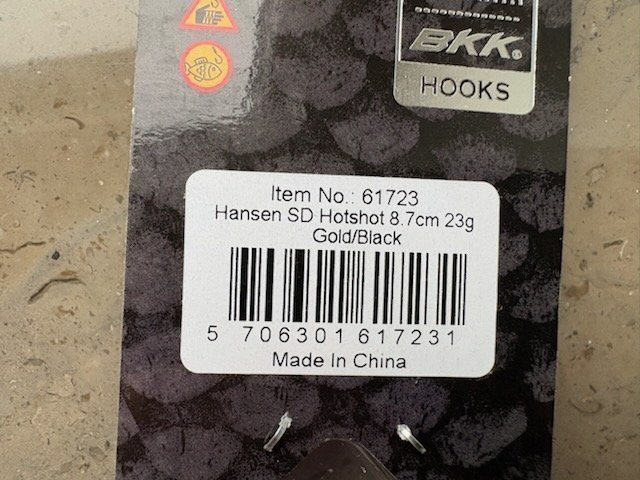 BKK®
HOOKS
Item No.: 61723
Hansen SD Hotshot 8.7cm 23g
Gold/Black
5 706301 617231
Made In China